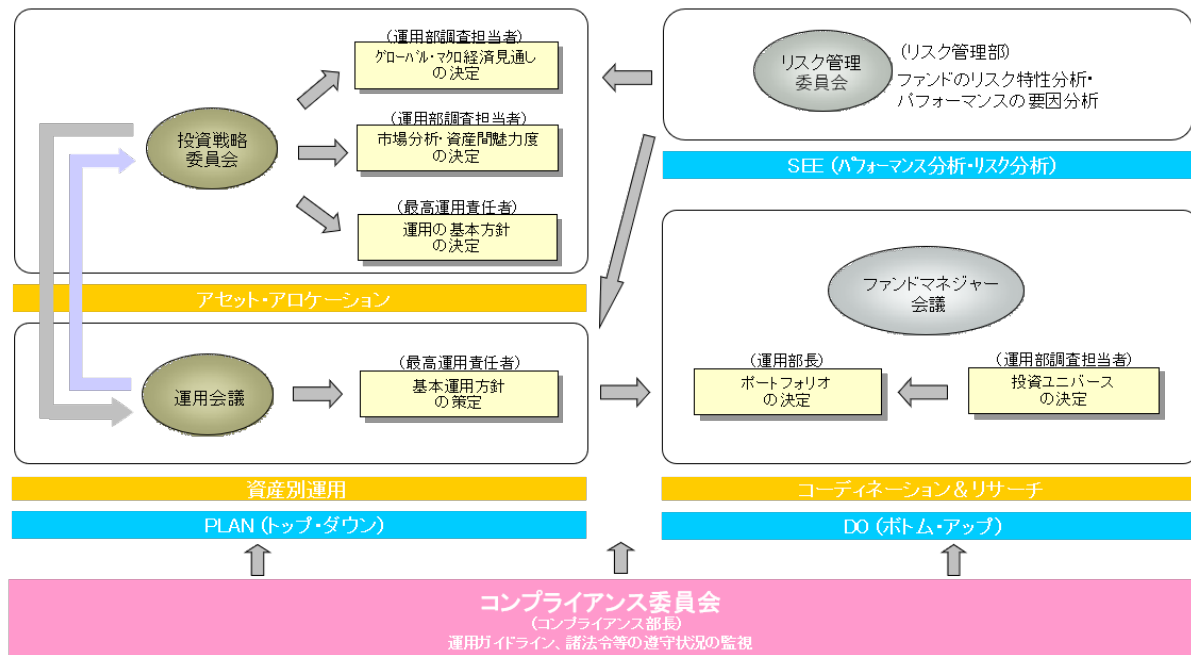 (運用部調査担当者)
グローバル・マクロ経済見通し
の決定
投資戦略
委員会
(運用部調査担当者)
市場分析・資産間魅力度
の決定
(最高運用責任者)
運用の基本方針
の決定
アセット・アロケーション
運用会議
(最高運用責任者)
基本運用方針
の策定
資産別運用
PLAN (トップ・ダウン)
リスク管理
委員会
(リスク管理部)
ファンドのリスク特性分析・
パフォーマンスの要因分析
SEE (パフォーマンス分析・リスク分析)
ファンドマネジャー
会議
(運用部長)
ポートフォリオ
の決定
(運用部調査担当者)
投資ユニバース
の決定
コーディネーション&リサーチ
DO (ボトム・アップ)
コンプライアンス委員会
(コンプライアンス部長)
運用ガイドライン、諸法令等の遵守状況の監視